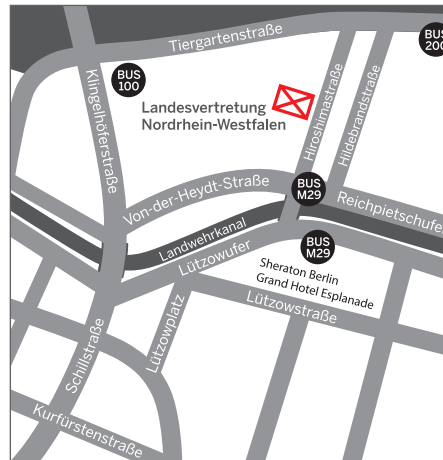 Tiergartenstraße
BUS
200
BUS
100
Klingelhöferstraße
Landesvertretung
Nordrhein-Westfalen
Hiroshimastraße
Hildebrandstraße
BUS
M29
Von-der-Heydt-Straße
Reichpietschufe
Landwehrkanal
Lützowufer
BUS
M29
Sheraton Berlin
Grand Hotel Esplanade
Schillstraße
Lützowplatz
Lützowstraße
Kurfürstenstraße